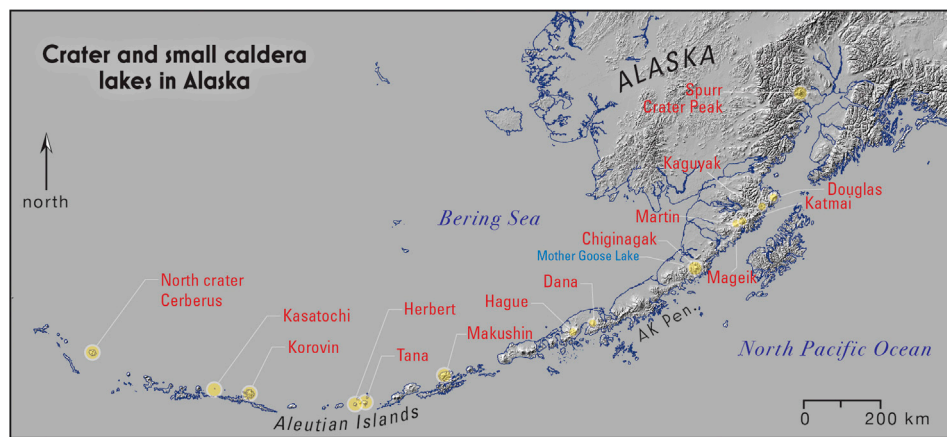 Crater and small caldera
lakes in Alaska
ALASKA
Spurr
Crater Peak
north
Kaguyak
Douglas
Katmai
Martin
Bering Sea
Chiginagak
Mother Goose Lake
Mageik
Dana
North crater
Cerberus
Hague
Herbert
Kasatochi
AK Pen.
Makushin
Korovin
North Pacific Ocean
Tana
Aleutian Islands
0 200 km